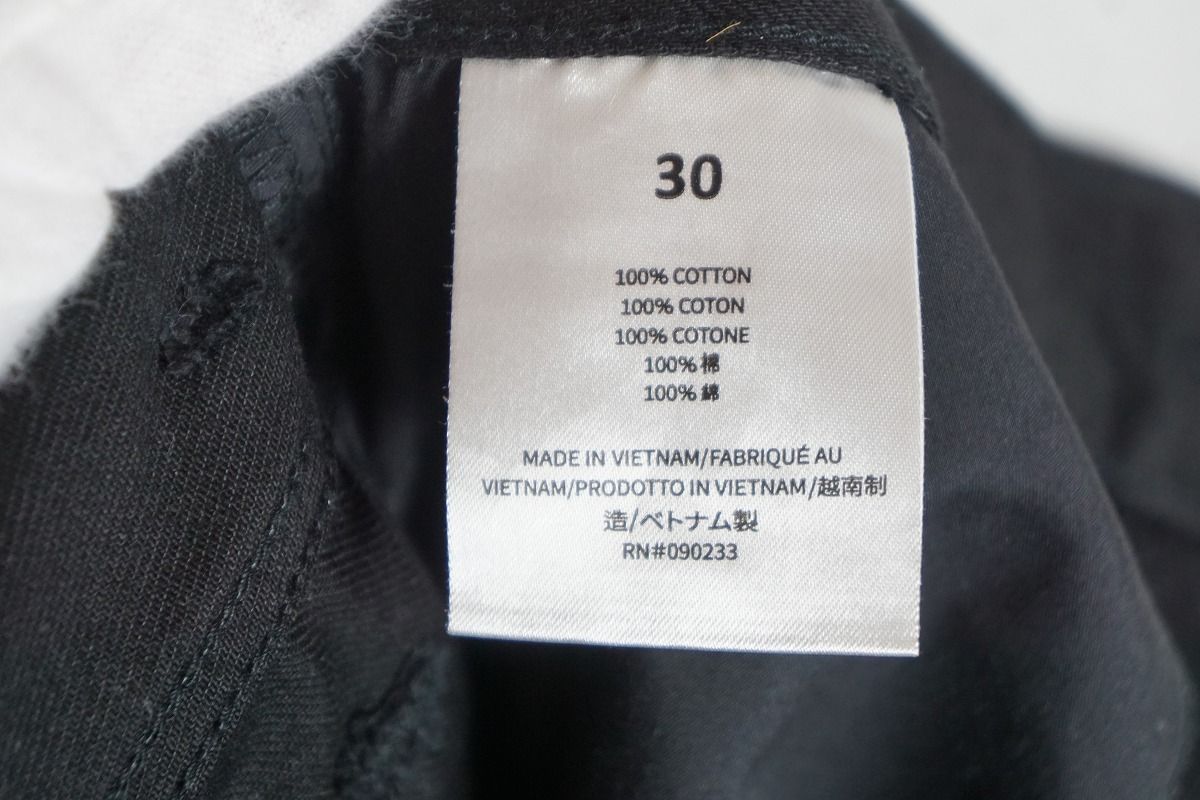 30
100% COTTON
100% COTON
100% COTONE
100% 棉
100% 綿
MADE IN VIETNAM/FABRIQUÉ AU
VIETNAM/PRODOTTO IN VIETNAM/越南制
造/ベトナム製
RN#090233